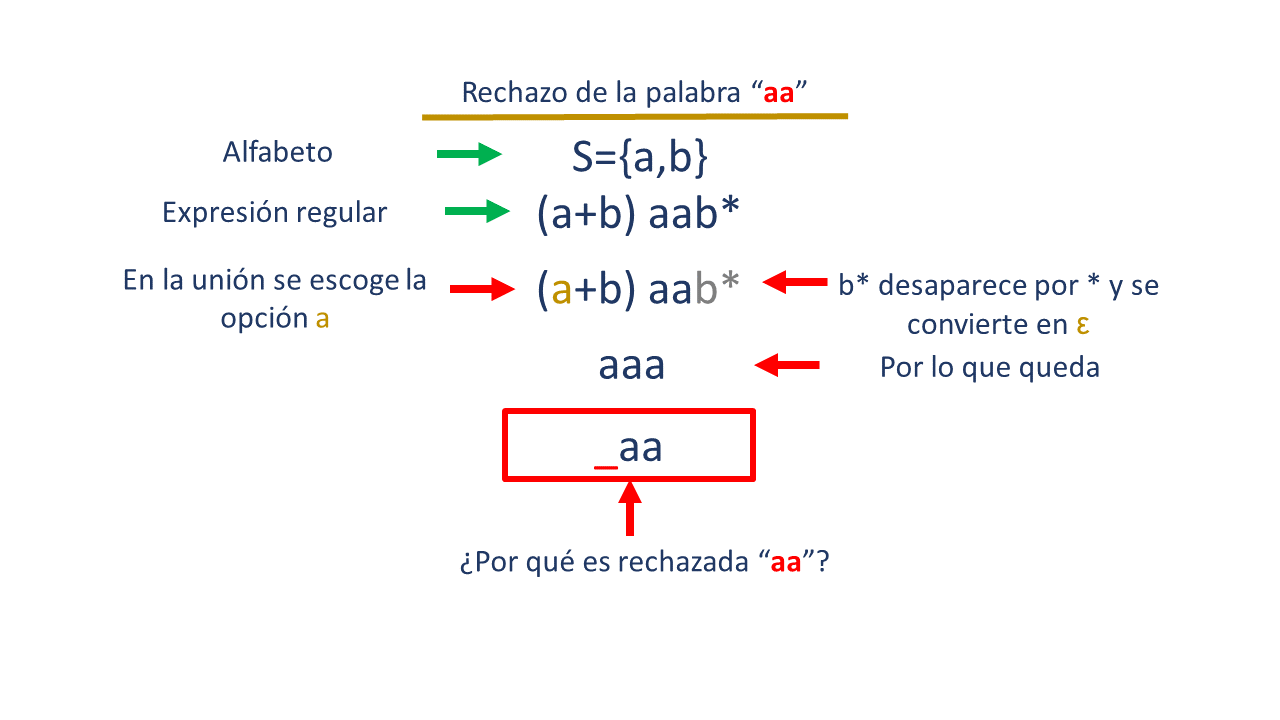 Rechazo de la palabra “aa”
Alfabeto
S={a,b}
Expresión regular
(a+b) aab*
En la unión se escoge la
opción a
(a+b) aab*
b* desaparece por * y se
convierte en ε
aaa
Por lo que queda
_aa
¿Por qué es rechazada “aa”?